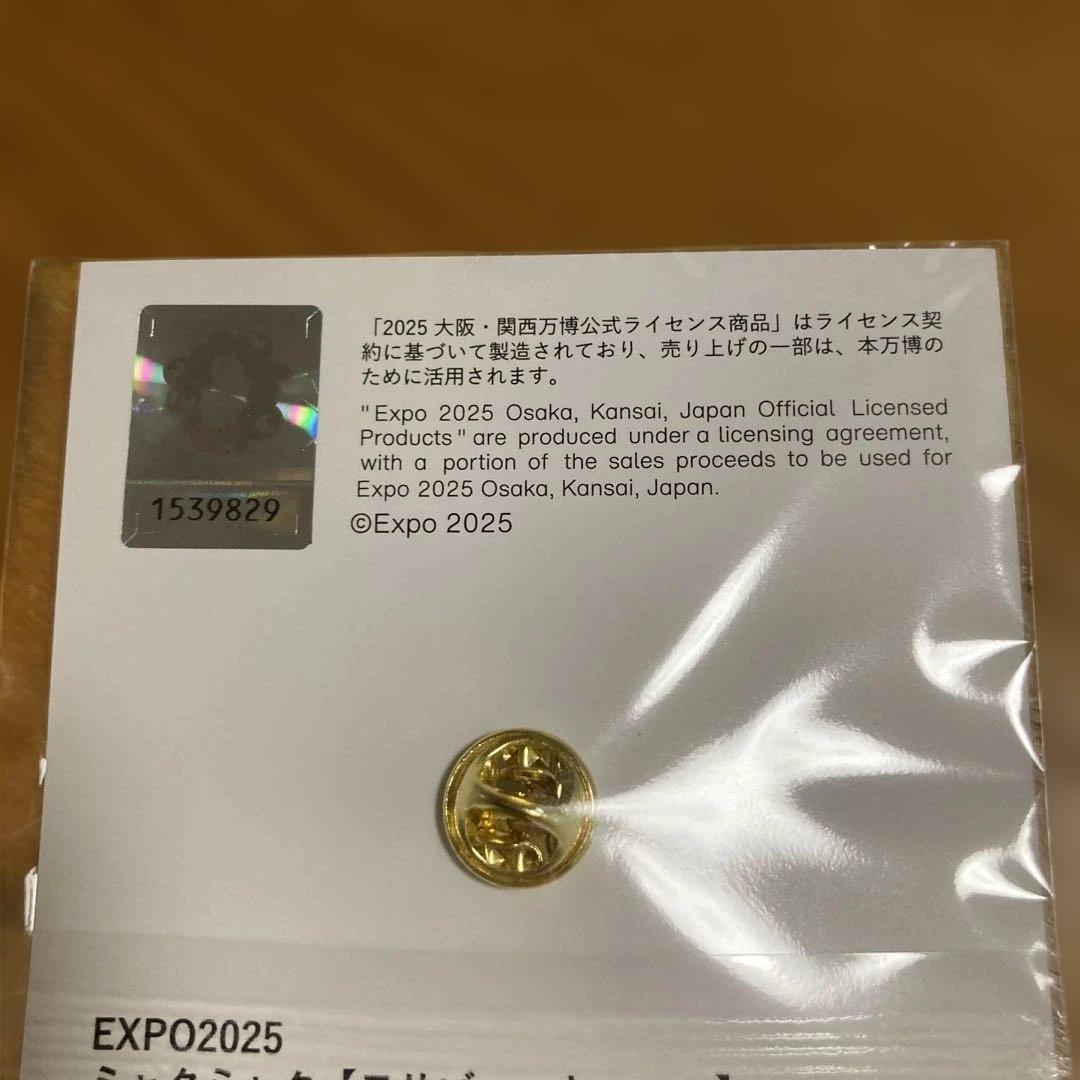 「2025 大阪・関西万博公式ライセンス商品」はライセンス契
約に基づいて製造されており、売り上げの一部は、本万博の
ために活用されます。
"Expo 2025 Osaka, Kansai, Japan Official Licensed
Products" are produced under a licensing agreement,
with a portion of the sales proceeds to be used for
Expo 2025 Osaka, Kansai, Japan.
©Expo 2025
1539829
EXPO2025